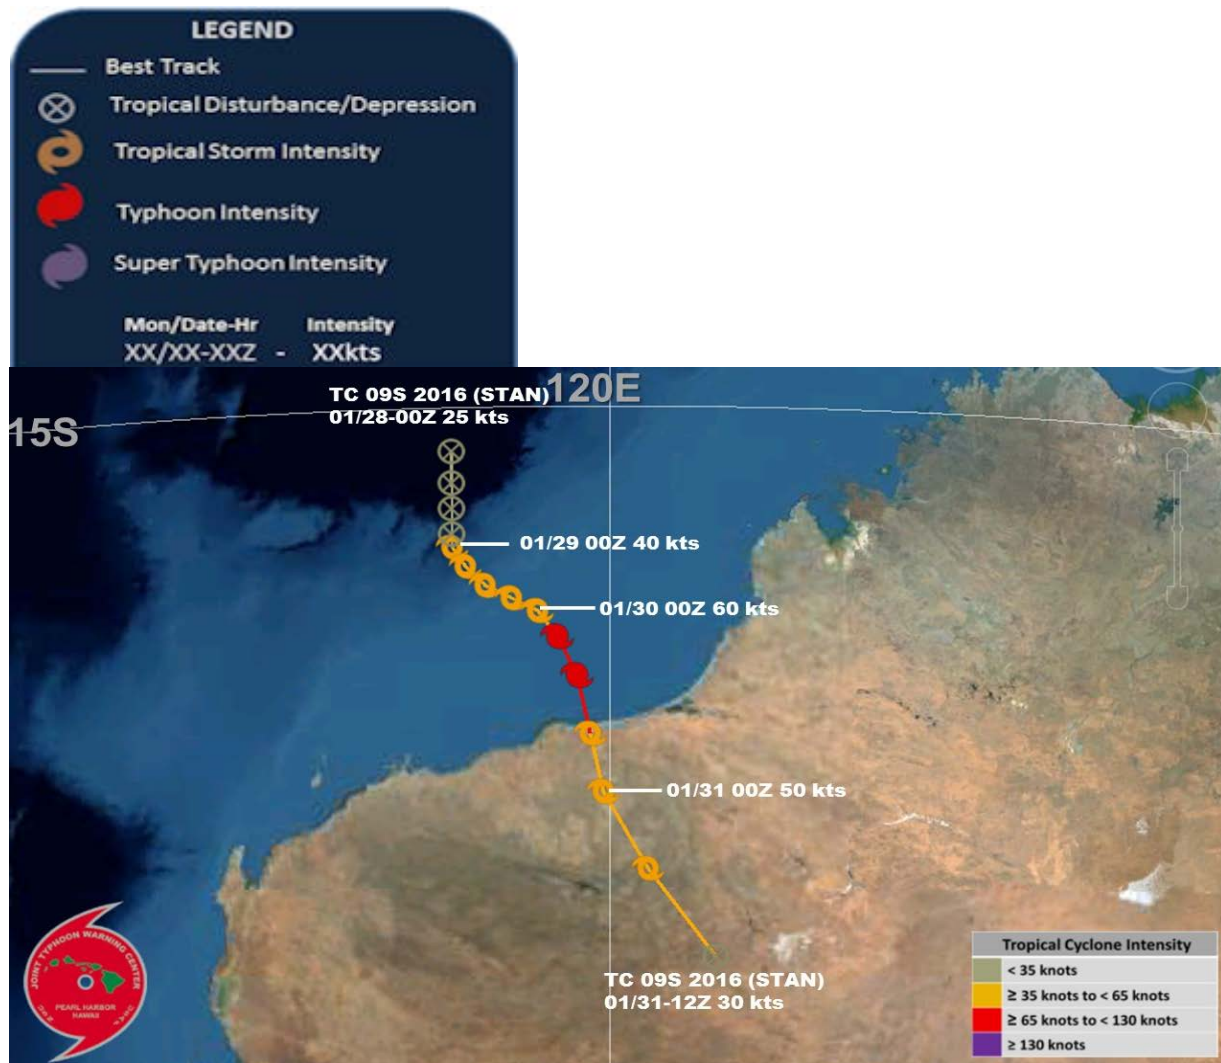 LEGEND
Best Track
Tropical Disturbance/Depression
Tropical Storm Intensity
Typhoon Intensity
Super Typhoon Intensity
Mon/Date-Hr Intensity
XX/XX-XXZ - XXkts
TC 09S 2016 (STAN)
01/28-00Z 25 kts
120E
15S
01/29 00Z 40 kts
01/30 00Z 60 kts
01/31 00Z 50 kts
TC 09S 2016 (STAN)
01/31-12Z 30 kts
JOINT TYPHOON WARNING CENTER
PEARL HARBOR
HAWAII
Tropical Cyclone Intensity
< 35 knots
≥ 35 knots to < 65 knots
≥ 65 knots to < 130 knots
≥ 130 knots